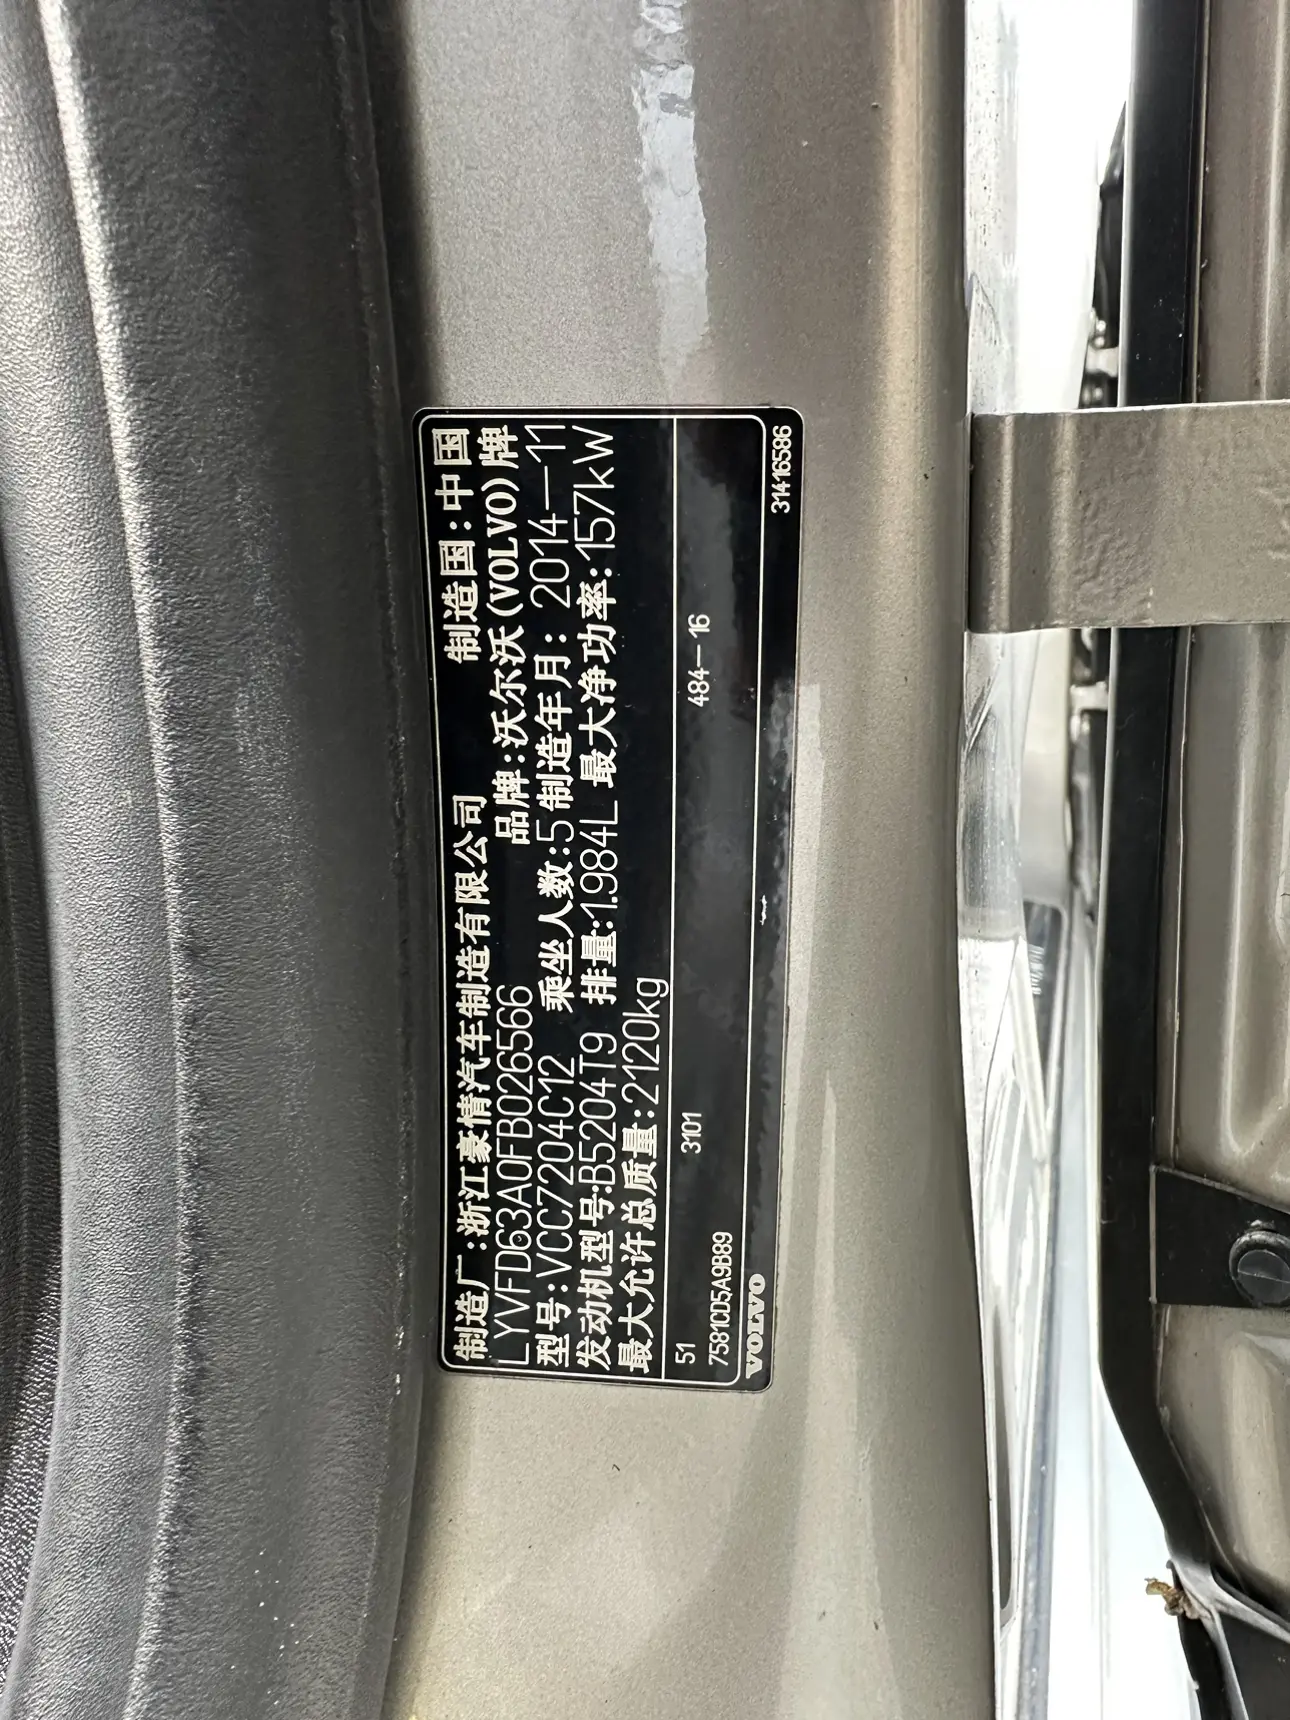 制造厂:浙江豪情汽车制造有限公司 制造国:中国
LYVFD63A0FB026566 品牌:沃尔沃(VOLVO)牌
型号:VCC7204C12 乘坐人数:5 制造年月: 2014-11
发动机型号:B5204T9 排量:1.984L 最大净功率:157kW
最大允许总质量:2120kg
51 3101 484-16
7581CD5A9B89
VOLVO 31416586